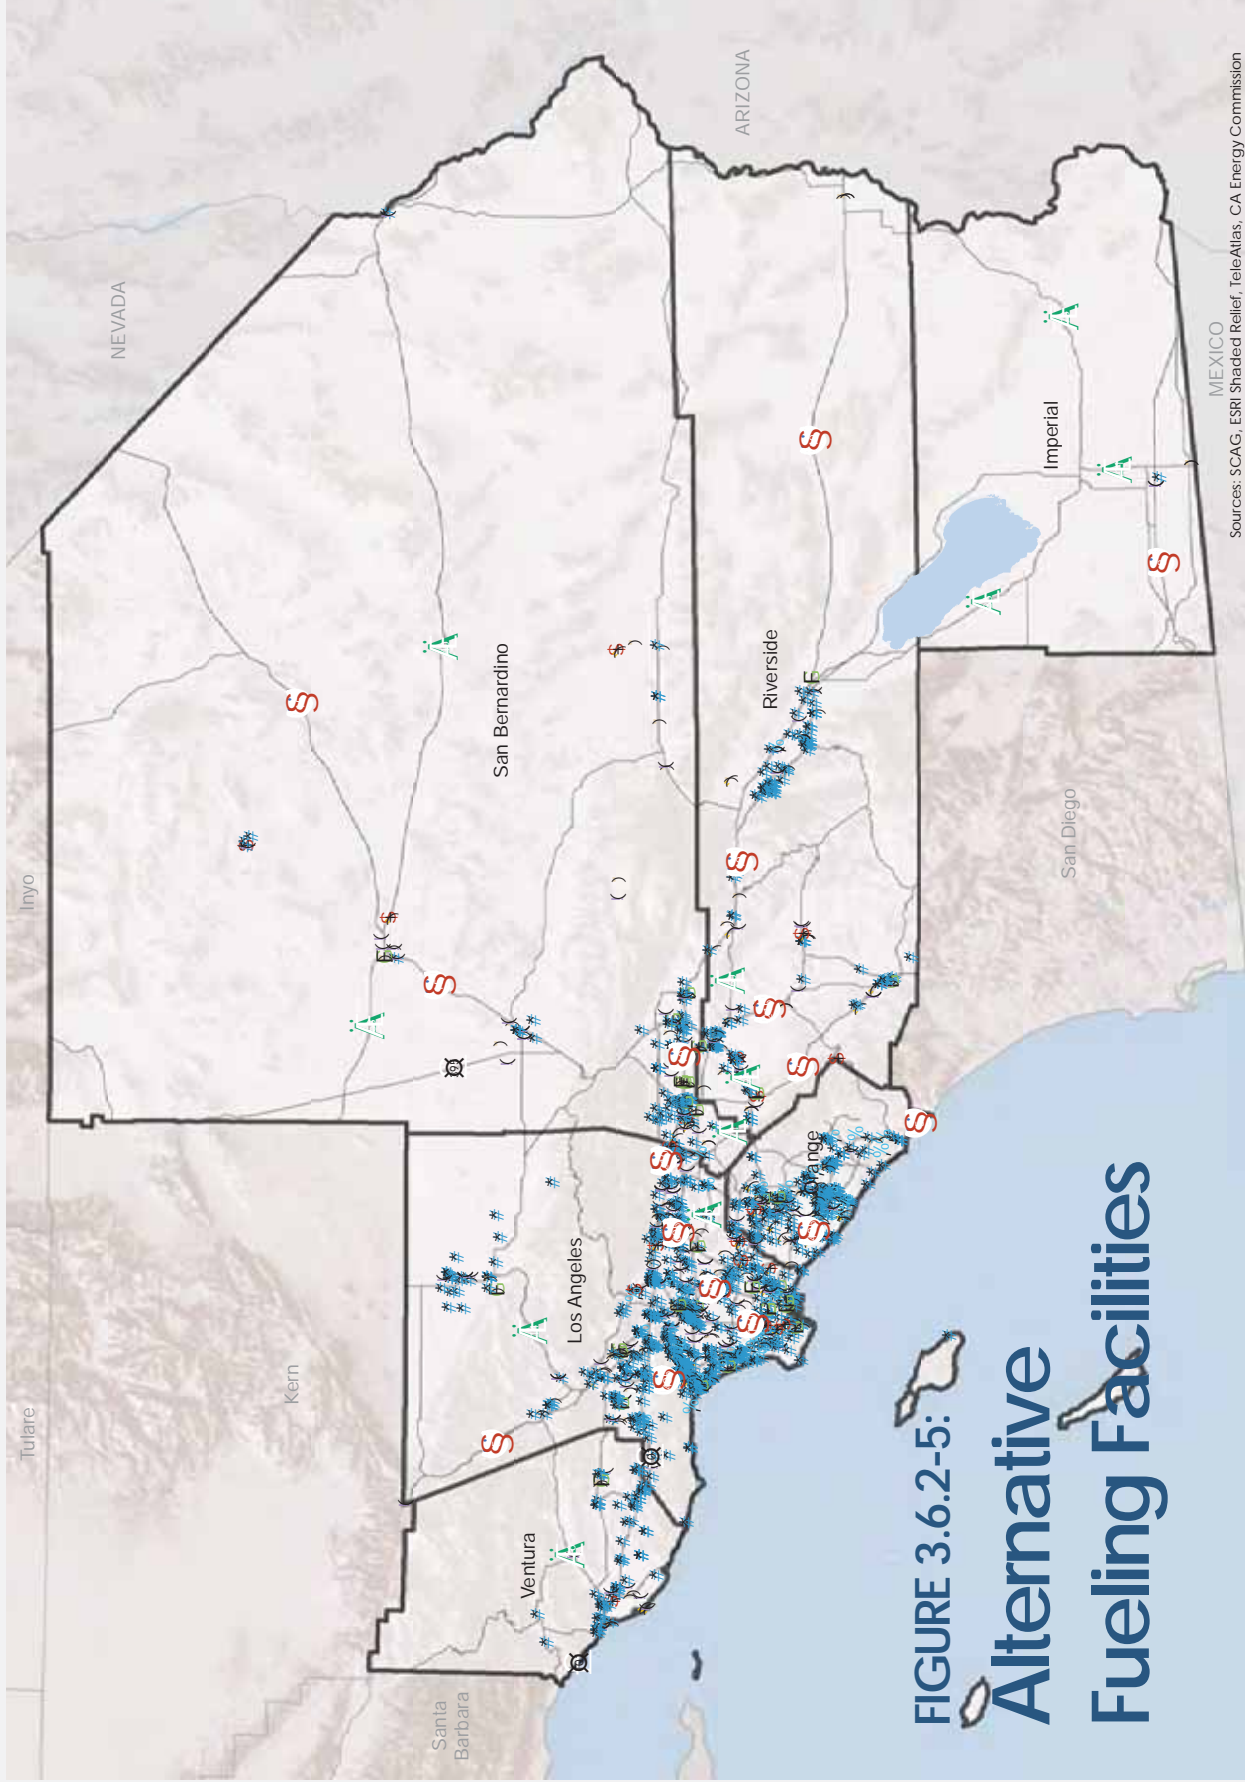 FIGURE 3.6.2-5:
Alternative
Fueling Facilities
Tulare
Inyo
Kern
NEVADA
Santa
Barbara
Ventura
Los Angeles
San Bernardino
ARIZONA
Orange
Riverside
San Diego
Imperial
MEXICO
Sources: SCAG, ESRI Shaded Relief, TeleAtlas, CA Energy Commission